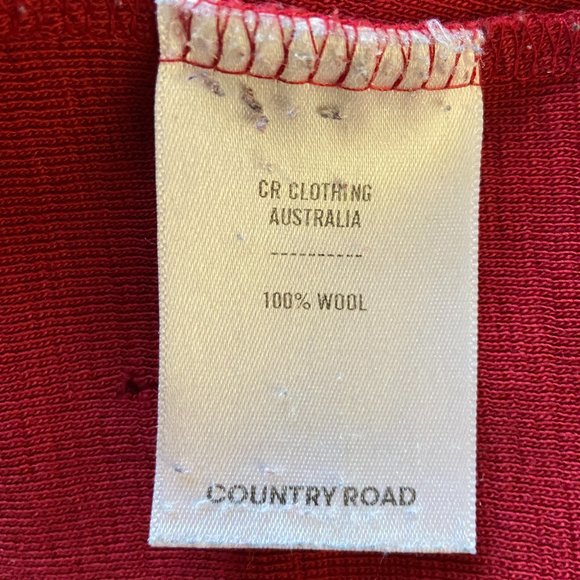 CR CLOTHING
AUSTRALIA
----------
100% WOOL
COUNTRY ROAD